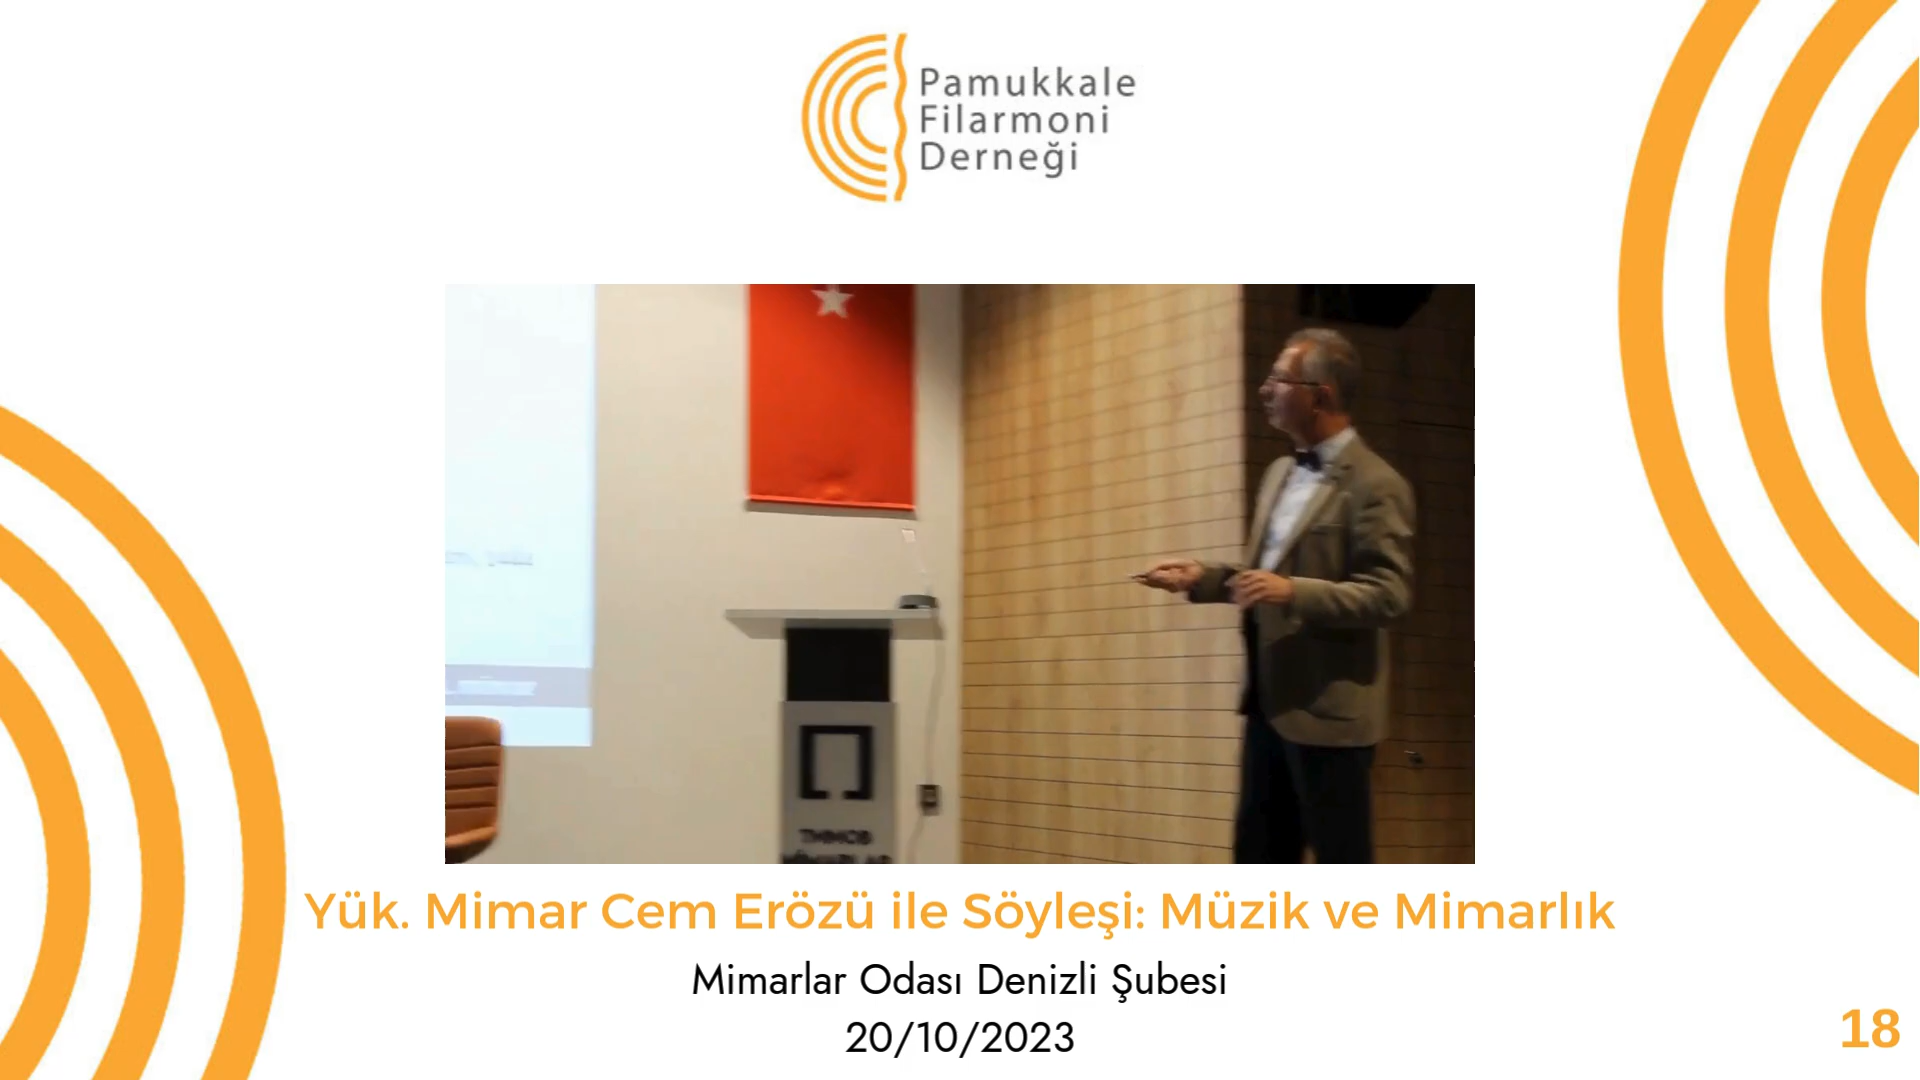 Pamukkale
Filarmoni
Derneği
TMMOB
Yük. Mimar Cem Erözü ile Söyleşi: Müzik ve Mimarlık
Mimarlar Odası Denizli Şubesi
20/10/2023
18